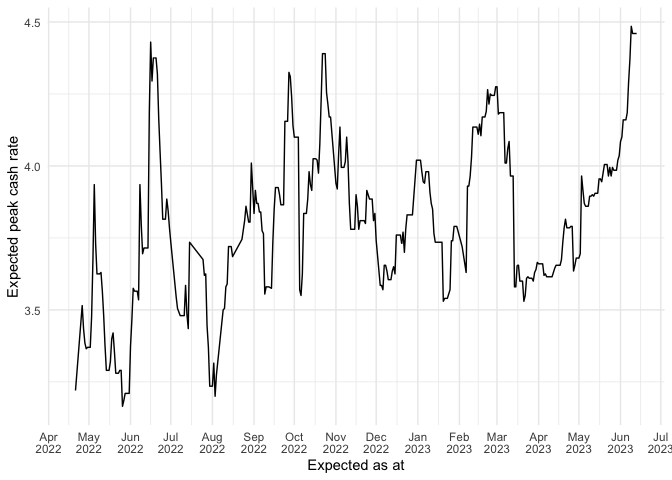 4.5
4.0
3.5
Expected peak cash rate
Apr May Jun Jul Aug Sep Oct Nov Dec Jan Feb Mar Apr May Jun Jul
2022 2022 2022 2022 2022 2022 2022 2022 2022 2023 2023 2023 2023 2023 2023 2023
Expected as at